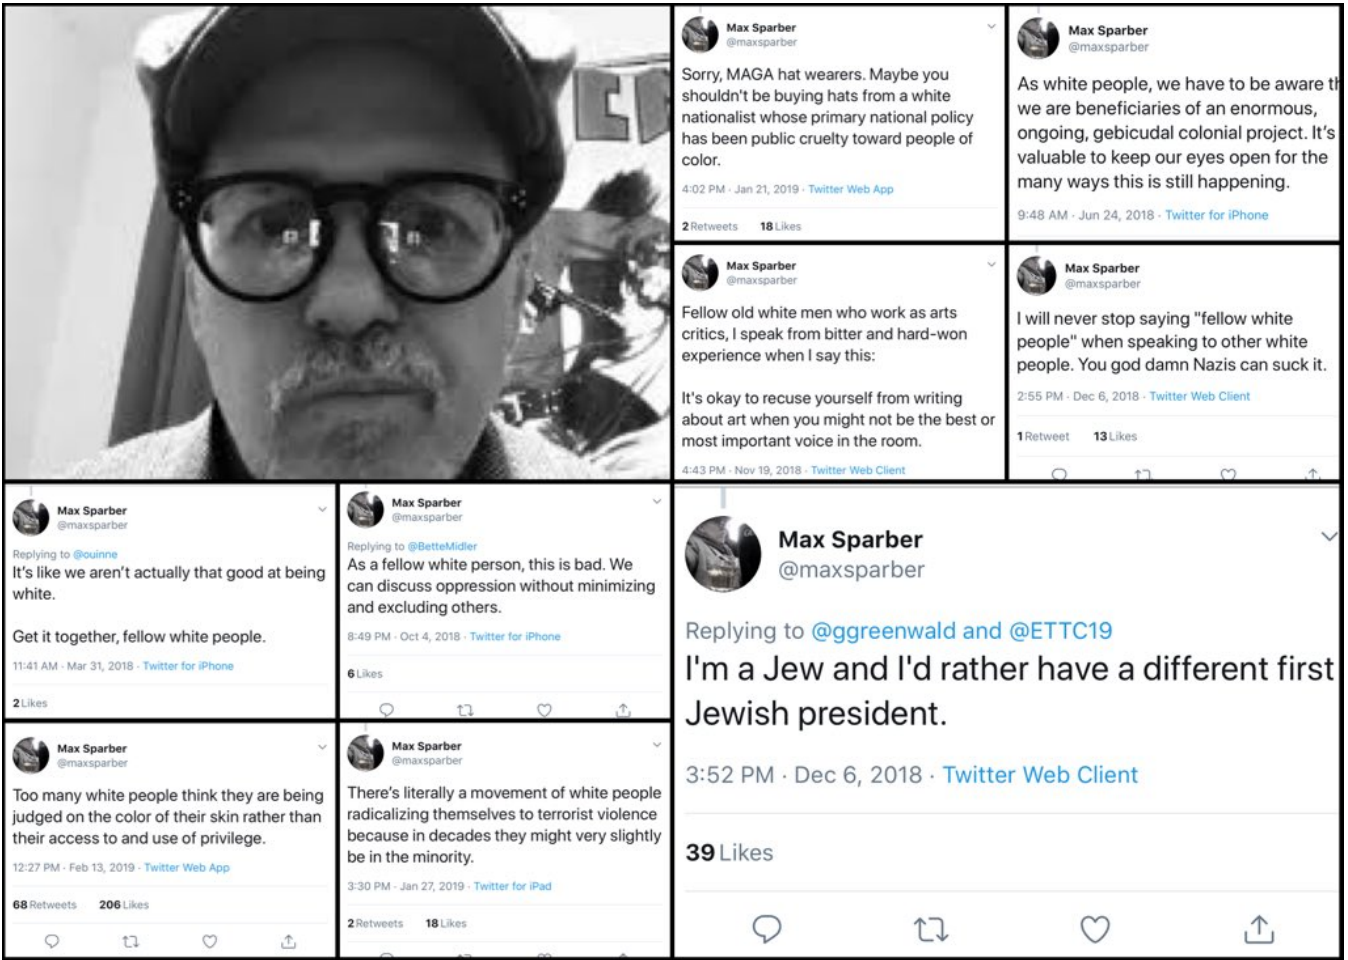 Max Sparber
@maxsparber
Sorry, MAGA hat wearers. Maybe you
shouldn't be buying hats from a white
nationalist whose primary national policy
has been public cruelty toward people of
color.
4:02 PM · Jan 21, 2019 · Twitter Web App
2 Retweets 18 Likes
Max Sparber
@maxsparber
As white people, we have to be aware th
we are beneficiaries of an enormous,
ongoing, gebicudal colonial project. It's
valuable to keep our eyes open for the
many ways this is still happening.
9:48 AM · Jun 24, 2018 · Twitter for iPhone
Max Sparber
@maxsparber
Fellow old white men who work as arts
critics, I speak from bitter and hard-won
experience when I say this:
It's okay to recuse yourself from writing
about art when you might not be the best or
most important voice in the room.
4:43 PM · Nov 19, 2018 · Twitter Web Client
Max Sparber
@maxsparber
I will never stop saying "fellow white
people" when speaking to other white
people. You god damn Nazis can suck it.
2:55 PM · Dec 6, 2018 · Twitter Web Client
1 Retweet 13 Likes
Max Sparber
@maxsparber
Replying to @ouinne
It's like we aren't actually that good at being
white.
Get it together, fellow white people.
11:41 AM · Mar 31, 2018 · Twitter for iPhone
2 Likes
Max Sparber
@maxsparber
Replying to @BetteMidler
As a fellow white person, this is bad. We
can discuss oppression without minimizing
and excluding others.
8:49 PM · Oct 4, 2018 · Twitter for iPhone
6 Likes
Max Sparber
@maxsparber
Replying to @ggreenwald and @ETTC19
I'm a Jew and I'd rather have a different first
Jewish president.
3:52 PM · Dec 6, 2018 · Twitter Web Client
39 Likes
Max Sparber
@maxsparber
Too many white people think they are being
judged on the color of their skin rather than
their access to and use of privilege.
12:27 PM · Feb 13, 2019 · Twitter Web App
68 Retweets 206 Likes
Max Sparber
@maxsparber
There's literally a movement of white people
radicalizing themselves to terrorist violence
because in decades they might very slightly
be in the minority.
3:30 PM · Jan 27, 2019 · Twitter for iPad
2 Retweets 18 Likes